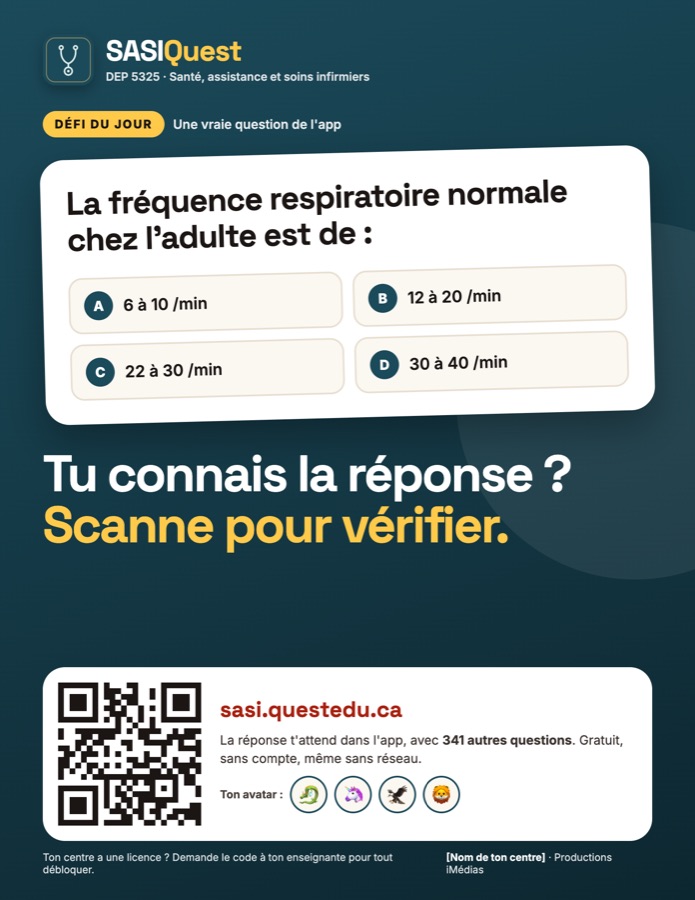 SASIQuest
DEP 5325 · Santé, assistance et soins infirmiers
DÉFI DU JOUR Une vraie question de l'app
La fréquence respiratoire normale
chez l’adulte est de :
A 6 à 10 /min
B 12 à 20 /min
C 22 à 30 /min
D 30 à 40 /min
Tu connais la réponse ?
Scanne pour vérifier.
sasi.questedu.ca
La réponse t'attend dans l'app, avec 341 autres questions. Gratuit,
sans compte, même sans réseau.
Ton avatar :
Ton centre a une licence ? Demande le code à ton enseignante pour tout
débloquer.
[Nom de ton centre] · Productions
iMédias